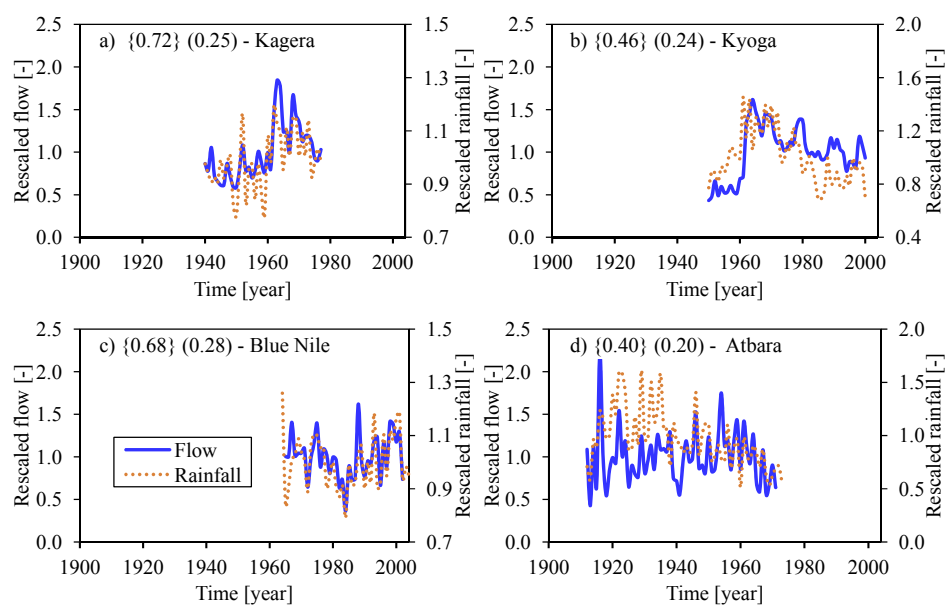 a) {0.72} (0.25) - Kagera
2.5
2.0
1.5
1.0
0.5
0.0
Rescaled flow [-]
1.5
1.3
1.1
0.9
0.7
Rescaled rainfall [-]
1900 1920 1940 1960 1980 2000
Time [year]
b) {0.46} (0.24) - Kyoga
2.5
2.0
1.5
1.0
0.5
0.0
Rescaled flow [-]
2.0
1.6
1.2
0.8
0.4
Rescaled rainfall [-]
1900 1920 1940 1960 1980 2000
Time [year]
c) {0.68} (0.28) - Blue Nile
2.5
2.0
1.5
1.0
0.5
0.0
Rescaled flow [-]
Flow
Rainfall
1.5
1.3
1.1
0.9
0.7
Rescaled rainfall [-]
1900 1920 1940 1960 1980 2000
Time [year]
d) {0.40} (0.20) - Atbara
2.5
2.0
1.5
1.0
0.5
0.0
Rescaled flow [-]
2.0
1.5
1.0
0.5
0.0
Rescaled rainfall [-]
1900 1920 1940 1960 1980 2000
Time [year]